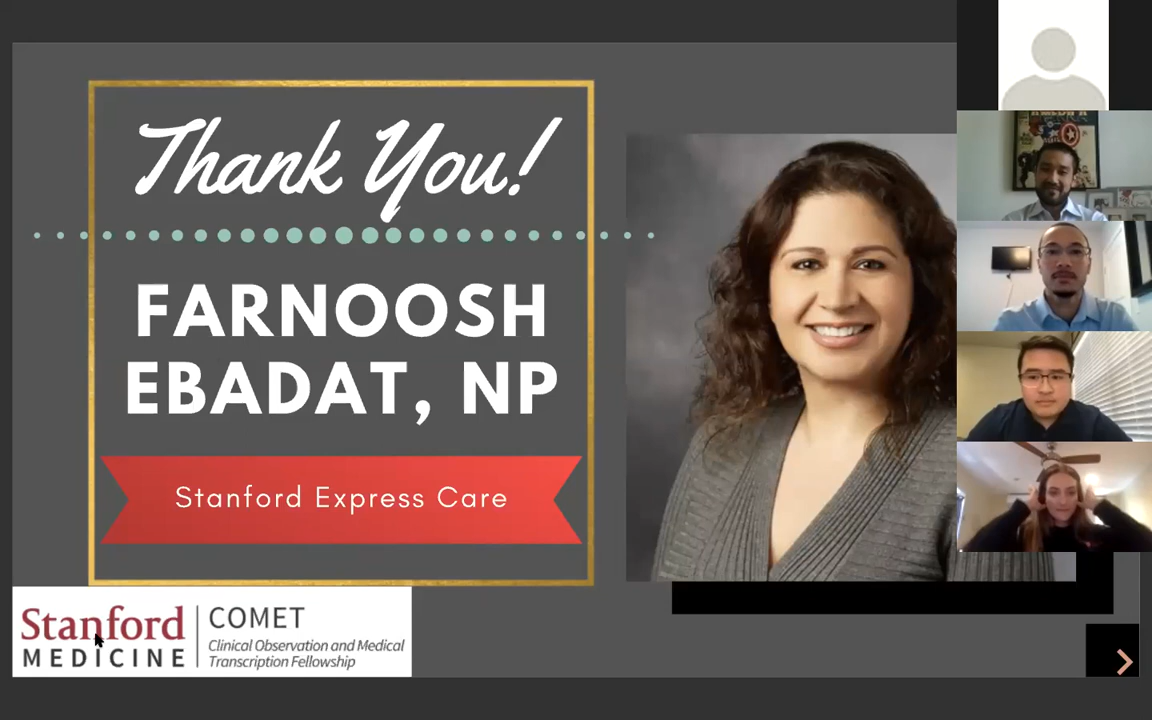 Thank You!
FARNOOSH
EBADAT, NP
Stanford Express Care
Stanford
MEDICINE
COMET
Clinical Observation and Medical
Transcription Fellowship